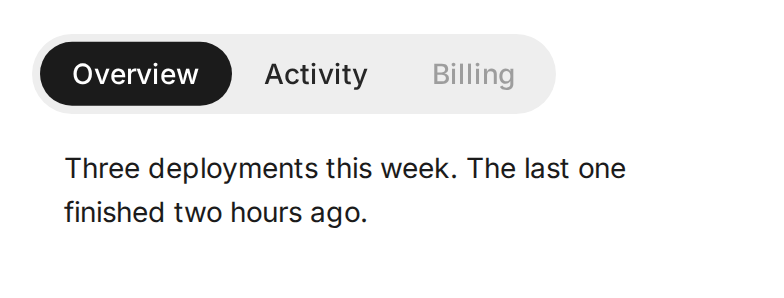 Overview Activity Billing
Three deployments this week. The last one
finished two hours ago.